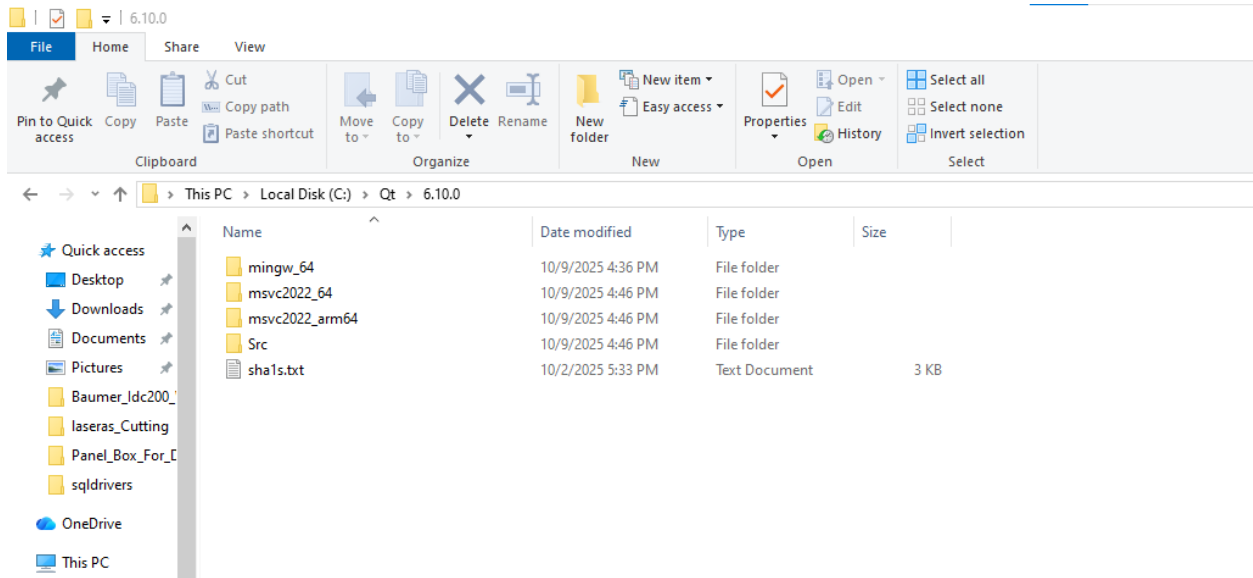 6.10.0
File Home Share View
Pin to Quick access
Copy
Paste
Cut
Copy path
Paste shortcut
Clipboard
Move to
Copy to
Delete
Rename
Organize
New folder
New item
Easy access
New
Properties
Open
Edit
History
Open
Select all
Select none
Invert selection
Select
This PC > Local Disk (C:) > Qt > 6.10.0
Name Date modified Type Size
mingw_64 10/9/2025 4:36 PM File folder
msvc2022_64 10/9/2025 4:46 PM File folder
msvc2022_arm64 10/9/2025 4:46 PM File folder
Src 10/9/2025 4:46 PM File folder
sha1s.txt 10/2/2025 5:33 PM Text Document 3 KB
Quick access
Desktop
Downloads
Documents
Pictures
Baumer_ldc200_
laseras_Cutting
Panel_Box_For_D
sqldrivers
OneDrive
This PC